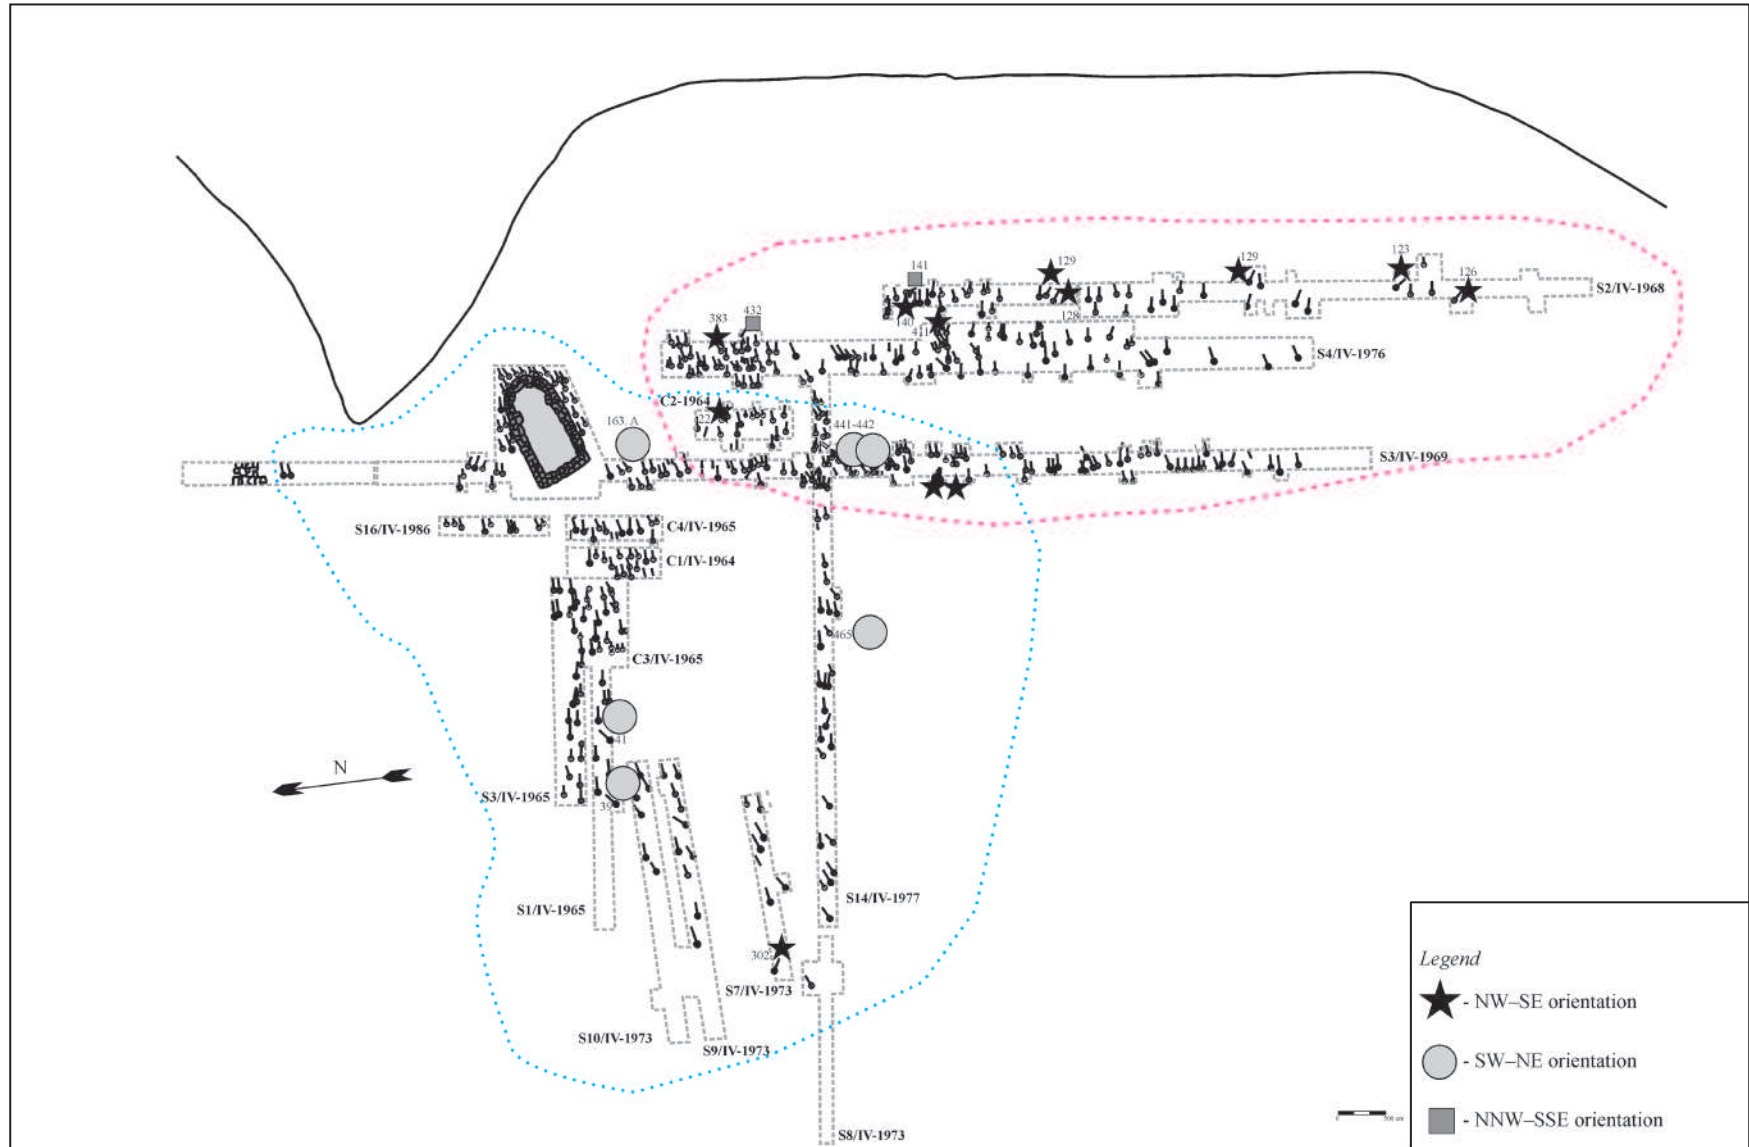 141
129
129
123
126
S2/IV-1968
140
383
432
411
128
S4/IV-1976
C2-1964
22
163. A
441-442
S3/IV-1969
S16/IV-1986
C4/IV-1965
C1/IV-1964
465
C3/IV-1965
41
N
S3/IV-1965
39
S1/IV-1965
S14/IV-1977
302
S7/IV-1973
S10/IV-1973
S9/IV-1973
S8/IV-1973
Legend
- NW–SE orientation
- SW–NE orientation
- NNW–SSE orientation